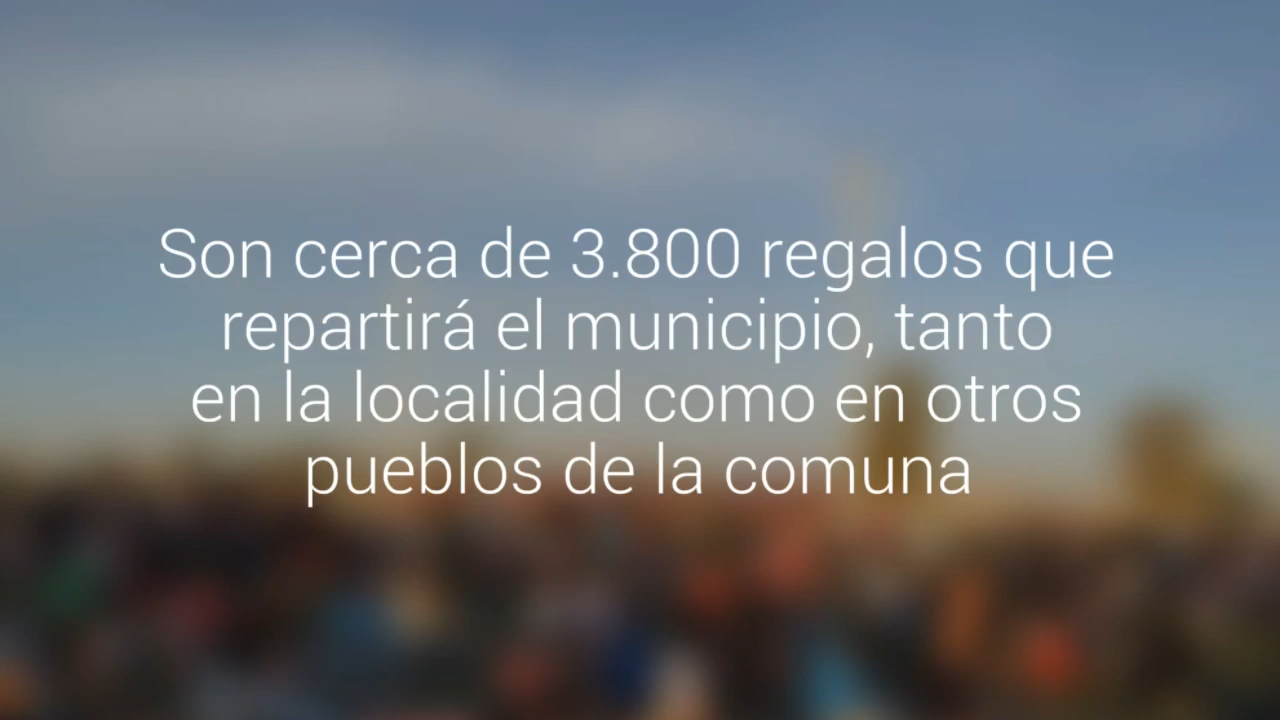 Son cerca de 3.800 regalos que
repartirá el municipio, tanto
en la localidad como en otros
pueblos de la comuna